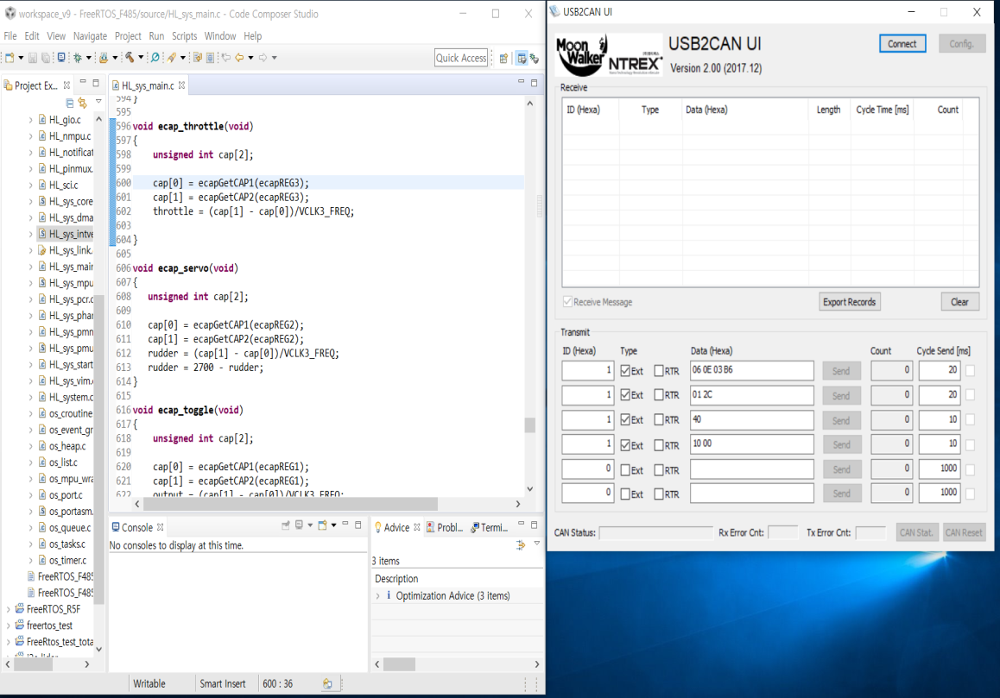 workspace_v9 - FreeRTOS_F485/source/HL_sys_main.c - Code Composer Studio
File Edit View Navigate Project Run Scripts Window Help
Quick Access
Project Ex...
HL_gio.c
HL_nmpu.c
HL_notificat
HL_pinmux.
HL_sci.c
HL_sys_core
HL_sys_dma
HL_sys_intve
HL_sys_link.
HL_sys_mair
HL_sys_mpu
HL_sys_pcr.c
HL_sys_phar
HL_sys_pmn
HL_sys_pmu
HL_sys_start
HL_sys_vim.c
HL_system.c
os_croutine
os_event_gr
os_heap.c
os_list.c
os_mpu_wra
os_port.c
os_portasm.
os_queue.c
os_tasks.c
os_timer.c
FreeRTOS_F485
FreeRTOS_F485
FreeRTOS_R5F
freertos_test
FreeRtos_test_tota
HL_sys_main.c
594 }
595
596 void ecap_throttle(void)
597 {
598 unsigned int cap[2];
599
600 cap[0] = ecapGetCAP1(ecapREG3);
601 cap[1] = ecapGetCAP2(ecapREG3);
602 throttle = (cap[1] - cap[0])/VCLK3_FREQ;
603
604 }
605
606 void ecap_servo(void)
607 {
608 unsigned int cap[2];
609
610 cap[0] = ecapGetCAP1(ecapREG2);
611 cap[1] = ecapGetCAP2(ecapREG2);
612 rudder = (cap[1] - cap[0])/VCLK3_FREQ;
613 rudder = 2700 - rudder;
614 }
615
616 void ecap_toggle(void)
617 {
618 unsigned int cap[2];
619
620 cap[0] = ecapGetCAP1(ecapREG1);
621 cap[1] = ecapGetCAP2(ecapREG1);
622 output = (cap[1] - cap[0])/VCLK3_FREQ;
Console
No consoles to display at this time.
Advice Probl... Termi...
3 items
Description
Optimization Advice (3 items)
Writable Smart Insert 600 : 36
USB2CAN UI
Moon Walker NTREX
USB2CAN UI
Version 2.00 (2017.12)
Connect Config.
Receive
ID (Hexa) Type Data (Hexa) Length Cycle Time [ms] Count
Receive Message Export Records Clear
Transmit
ID (Hexa) Type Data (Hexa) Count Cycle Send [ms]
1 Ext RTR 06 0E 03 B6 Send 0 20
1 Ext RTR 01 2C Send 0 20
1 Ext RTR 40 Send 0 10
1 Ext RTR 10 00 Send 0 10
0 Ext RTR Send 0 1000
0 Ext RTR Send 0 1000
CAN Status: Rx Error Cnt: Tx Error Cnt: CAN Stat. CAN Reset